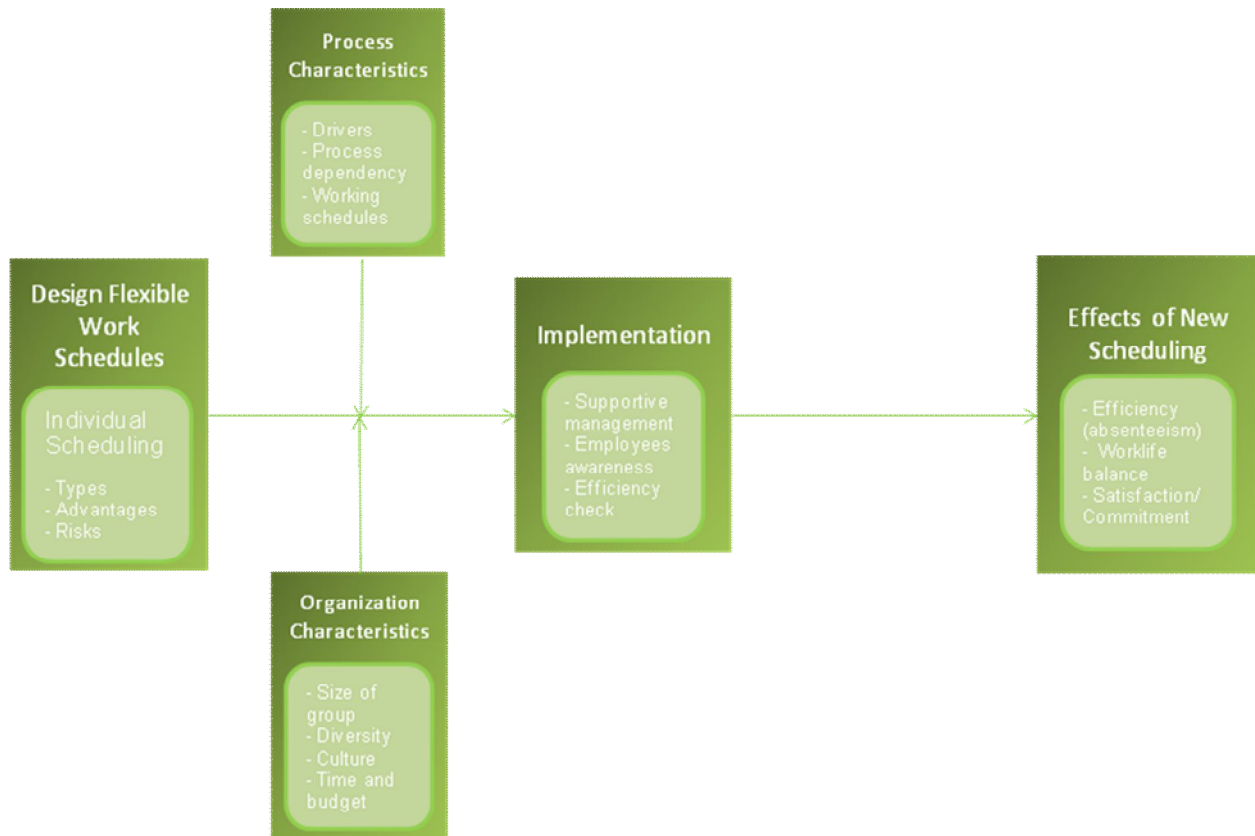 Process
Characteristics
- Drivers
- Process
dependency
- Working
schedules
Design Flexible
Work
Schedules
Individual
Scheduling
- Types
- Advantages
- Risks
Implementation
- Supportive
management
- Employees
awareness
- Efficiency
check
Effects of New
Scheduling
- Efficiency
(absenteeism)
- Worklife
balance
- Satisfaction/
Commitment
Organization
Characteristics
- Size of
group
- Diversity
- Culture
- Time and
budget